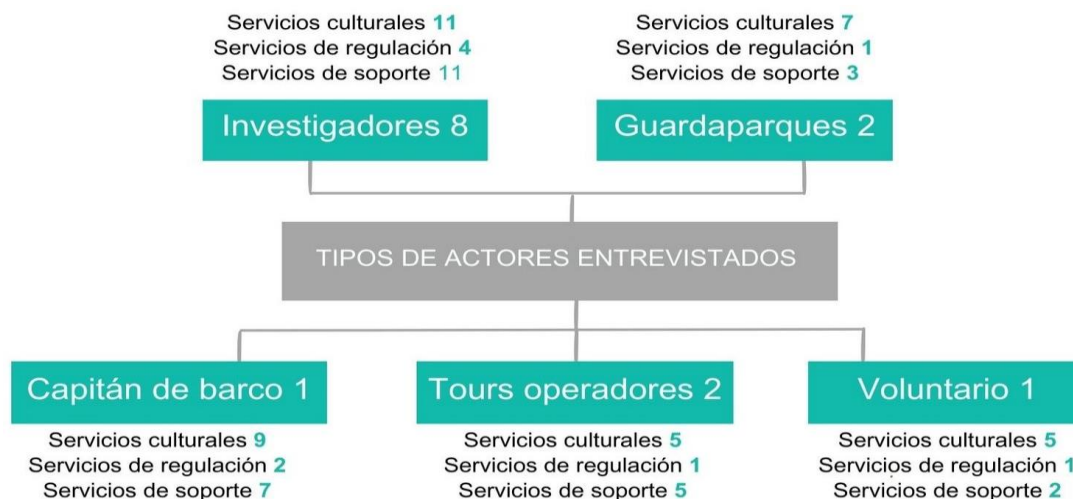 Servicios culturales 11
Servicios de regulación 4
Servicios de soporte 11
Investigadores 8
Servicios culturales 7
Servicios de regulación 1
Servicios de soporte 3
Guardaparques 2
TIPOS DE ACTORES ENTREVISTADOS
Capitán de barco 1
Servicios culturales 9
Servicios de regulación 2
Servicios de soporte 7
Tours operadores 2
Servicios culturales 5
Servicios de regulación 1
Servicios de soporte 5
Voluntario 1
Servicios culturales 5
Servicios de regulación 1
Servicios de soporte 2